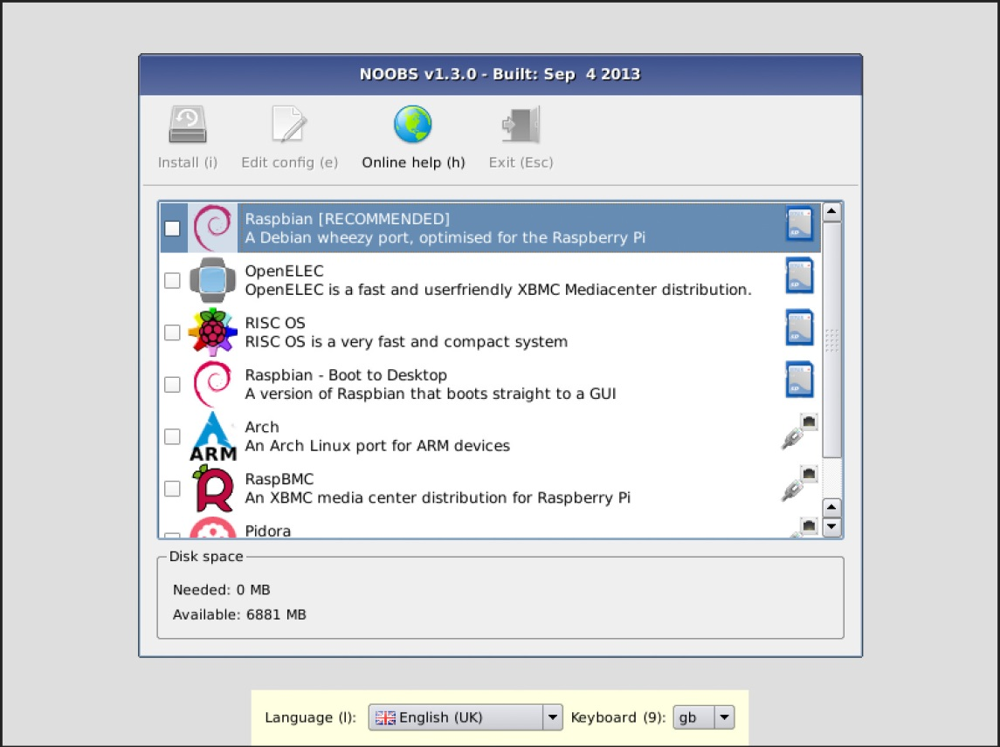 NOOBS v1.3.0 - Built: Sep  4 2013
Install (i)
Edit config (e)
Online help (h)
Exit (Esc)
Raspbian [RECOMMENDED]
A Debian wheezy port, optimised for the Raspberry Pi
OpenELEC
OpenELEC is a fast and userfriendly XBMC Mediacenter distribution.
RISC OS
RISC OS is a very fast and compact system
Raspbian - Boot to Desktop
A version of Raspbian that boots straight to a GUI
ARM
Arch
An Arch Linux port for ARM devices
RaspBMC
An XBMC media center distribution for Raspberry Pi
Pidora
Disk space
Needed: 0 MB
Available: 6881 MB
Language (l): English (UK) Keyboard (9): gb